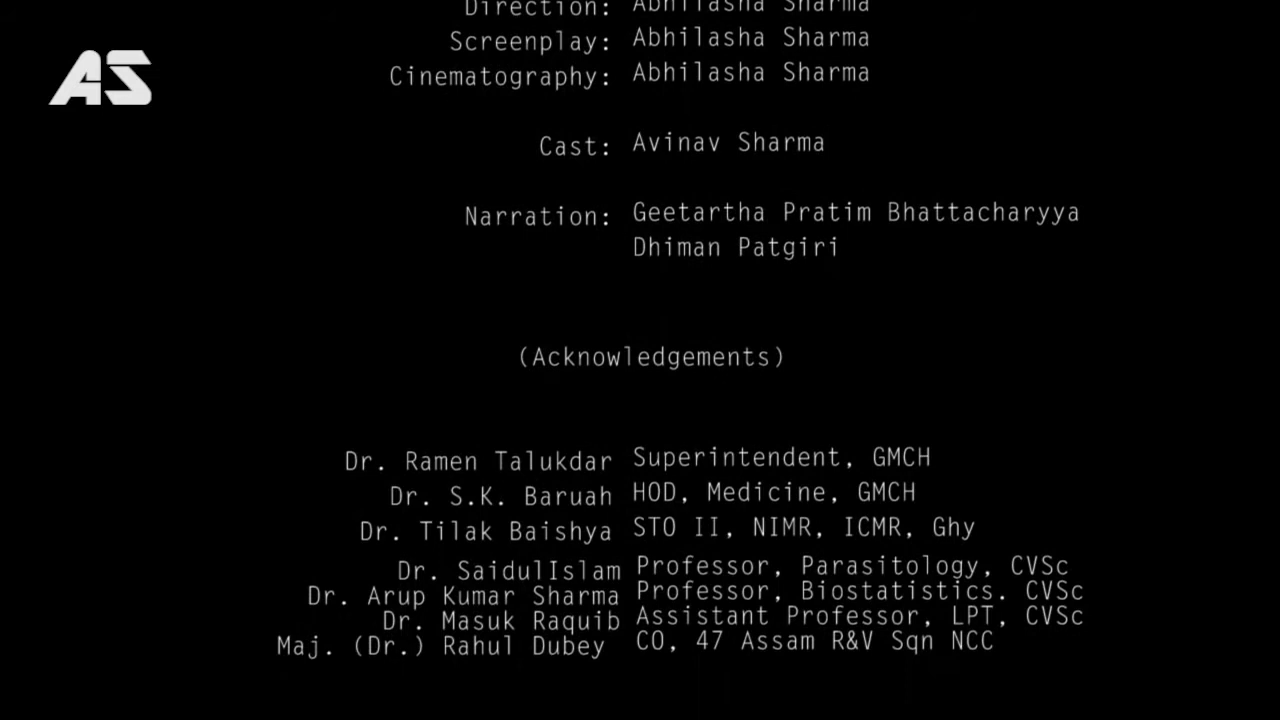 AS
Direction: Abhilasha Sharma
Screenplay: Abhilasha Sharma
Cinematography: Abhilasha Sharma
Cast: Avinav Sharma
Narration: Geetartha Pratim Bhattacharyya
Dhiman Patgiri
(Acknowledgements)
Dr. Ramen Talukdar Superintendent, GMCH
Dr. S.K. Baruah HOD, Medicine, GMCH
Dr. Tilak Baishya STO II, NIMR, ICMR, Ghy
Dr. SaidulIslam Professor, Parasitology, CVSc
Dr. Arup Kumar Sharma Professor, Biostatistics. CVSc
Dr. Masuk Raquib Assistant Professor, LPT, CVSc
Maj. (Dr.) Rahul Dubey CO, 47 Assam R&V Sqn NCC